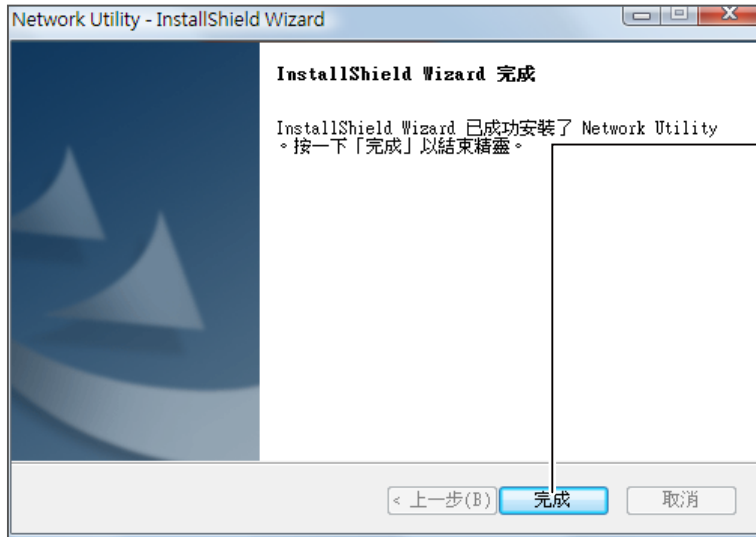 Network Utility - InstallShield Wizard
InstallShield Wizard 完成
InstallShield Wizard 已成功安裝了 Network Utility
。按一下「完成」以結束精靈。
< 上一步(B)
完成
取消